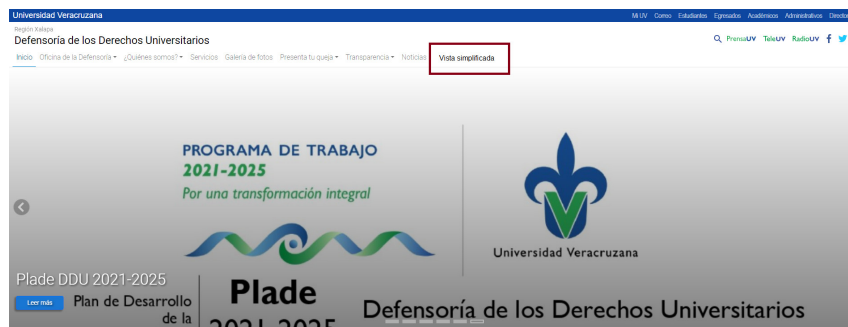 Universidad Veracruzana
Mi UV Correo Estudiantes Egresados Académicos Administrativos Director
Región Xalapa
Defensoría de los Derechos Universitarios
PrensaUV TeleUV RadioUV
Inicio Oficina de la Defensoría ¿Quiénes somos? Servicios Galería de fotos Presenta tu queja Transparencia Noticias Vista simplificada
PROGRAMA DE TRABAJO
2021-2025
Por una transformación integral
Universidad Veracruzana
Plade DDU 2021-2025
Leer más
Plan de Desarrollo
de la
Plade
2021-2025
Defensoría de los Derechos Universitarios